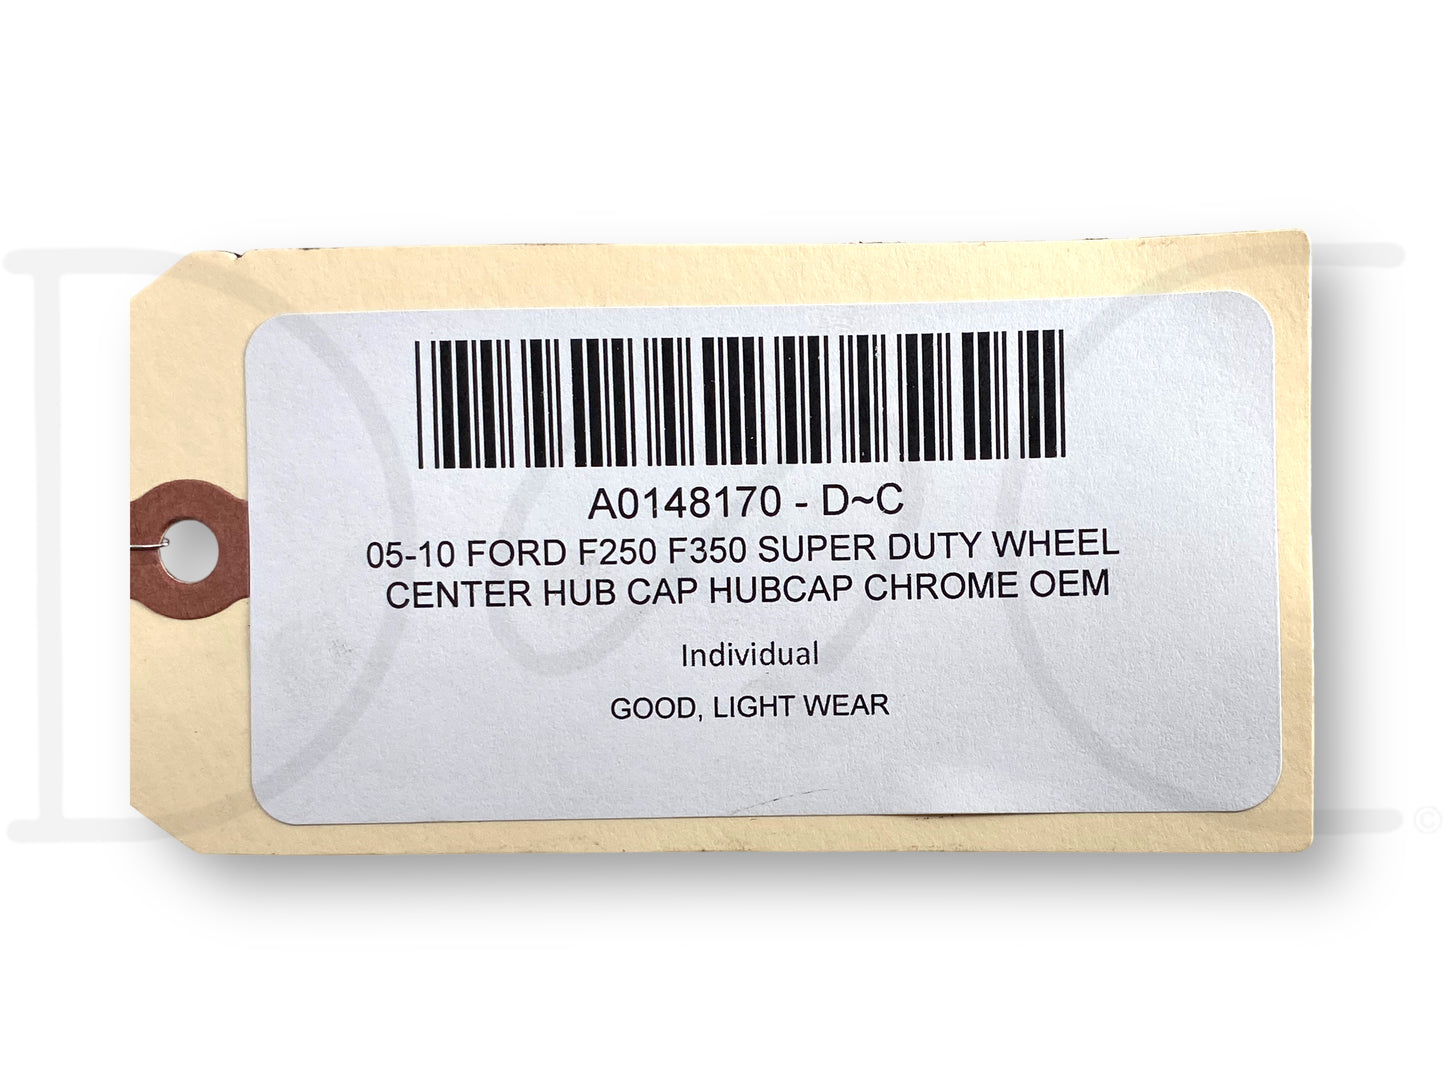 A0148170 - D~C
05-10 FORD F250 F350 SUPER DUTY WHEEL
CENTER HUB CAP HUBCAP CHROME OEM
Individual
GOOD, LIGHT WEAR
©